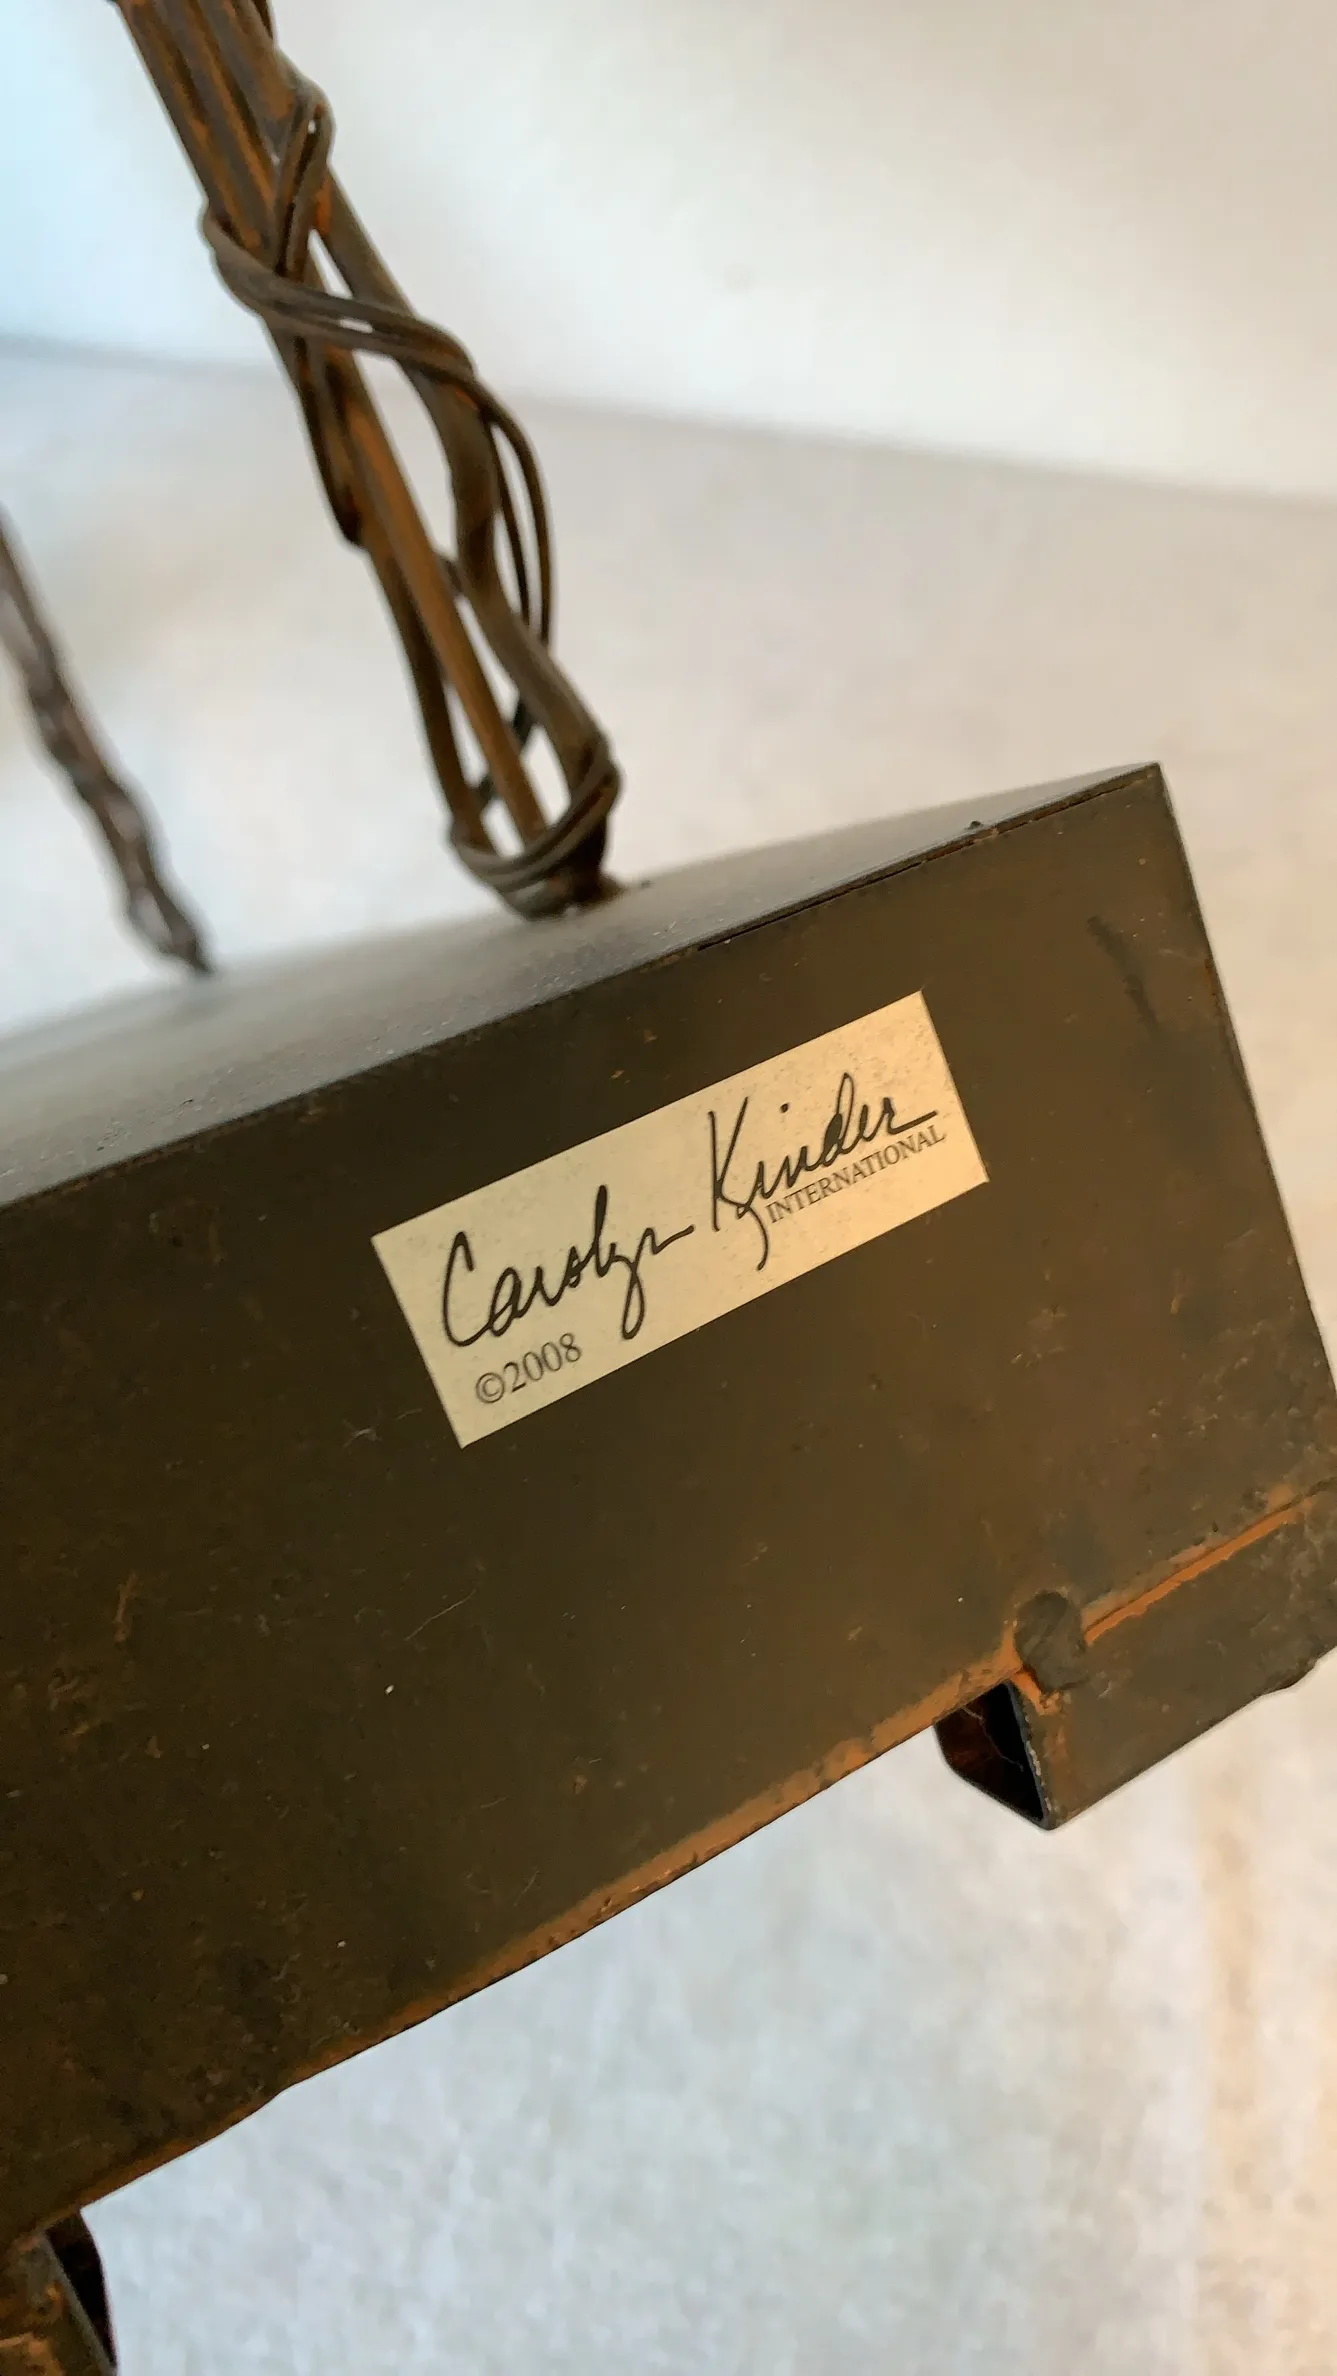 Carolyn Kinder
INTERNATIONAL
©2008